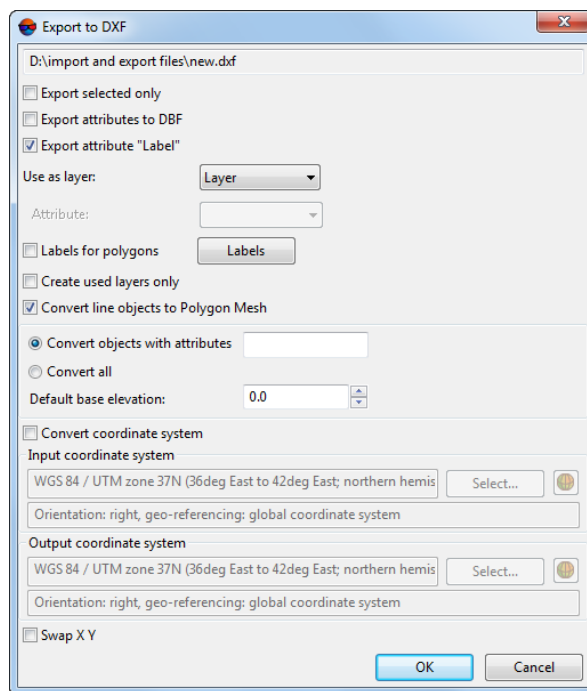 Export to DXF
D:\import and export files\new.dxf
Export selected only
Export attributes to DBF
Export attribute "Label"
Use as layer: Layer
Attribute:
Labels for polygons Labels
Create used layers only
Convert line objects to Polygon Mesh
Convert objects with attributes
Convert all
Default base elevation: 0.0
Convert coordinate system
Input coordinate system
WGS 84 / UTM zone 37N (36deg East to 42deg East; northern hemis Select...
Orientation: right, geo-referencing: global coordinate system
Output coordinate system
WGS 84 / UTM zone 37N (36deg East to 42deg East; northern hemis Select...
Orientation: right, geo-referencing: global coordinate system
Swap X Y
OK Cancel